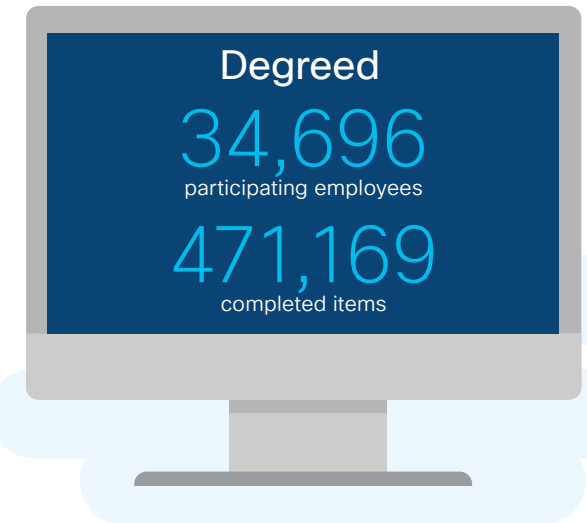 Degreed
34,696
participating employees
471,169
completed items